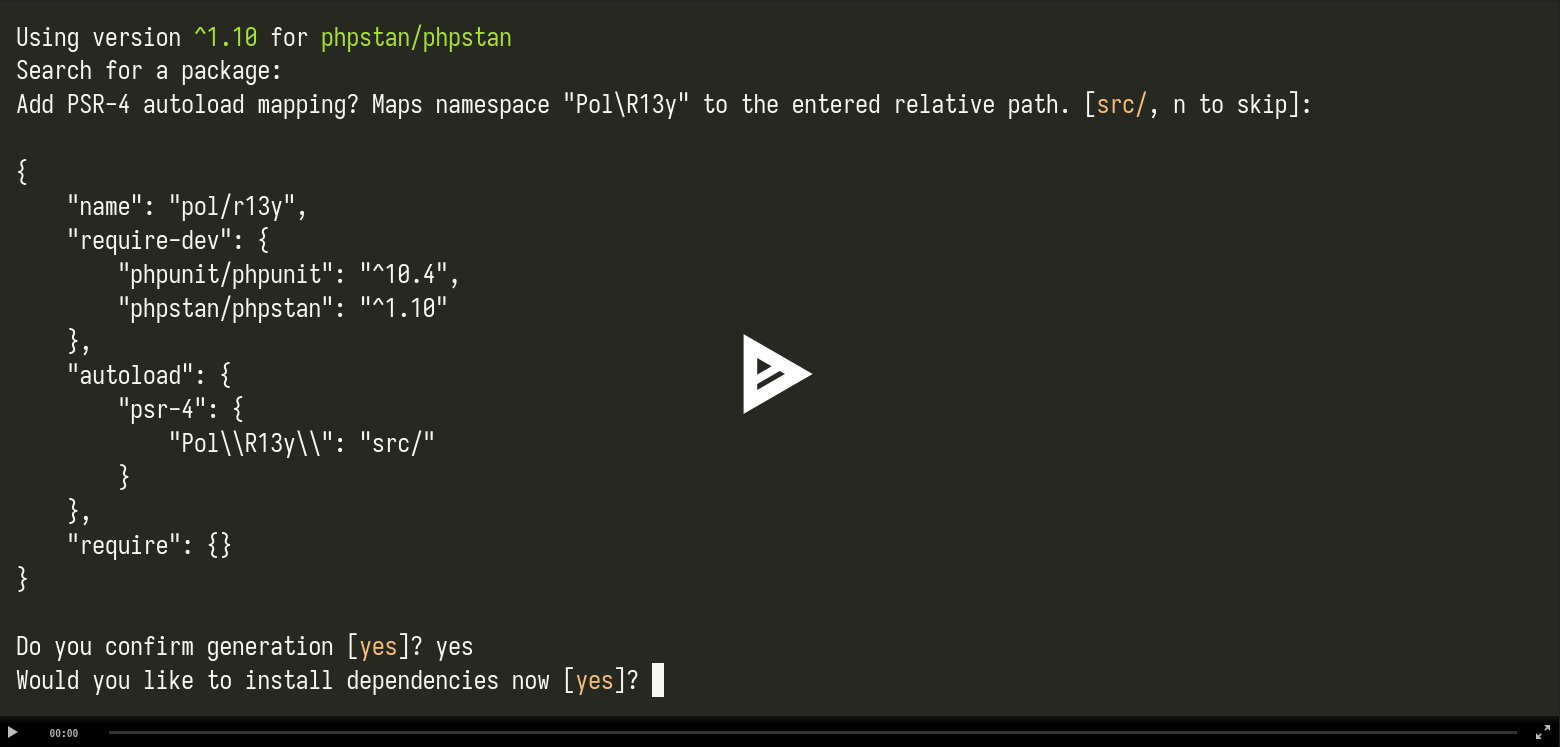 Using version ^1.10 for phpstan/phpstan
Search for a package:
Add PSR-4 autoload mapping? Maps namespace "Pol\R13y" to the entered relative path. [src/, n to skip]:
{
    "name": "pol/r13y",
    "require-dev": {
        "phpunit/phpunit": "^10.4",
        "phpstan/phpstan": "^1.10"
    },
    "autoload": {
        "psr-4": {
            "Pol\\R13y\\": "src/"
        }
    },
    "require": {}
}
Do you confirm generation [yes]? yes
Would you like to install dependencies now [yes]?
00:00